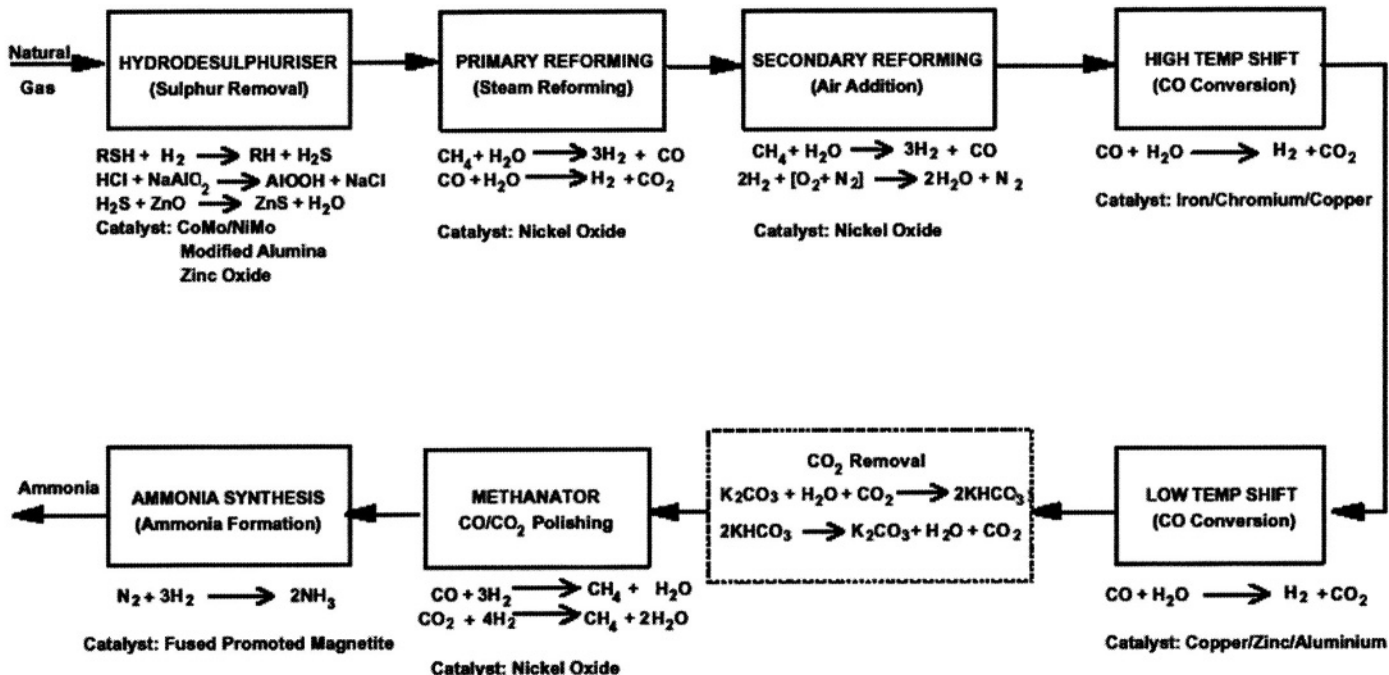 Natural
Gas
HYDRODESULPHURISER
(Sulphur Removal)
RSH + H₂ → RH + H₂S
HCl + NaAlO₂ → AlOOH + NaCl
H₂S + ZnO → ZnS + H₂O
Catalyst: CoMo/NiMo
Modified Alumina
Zinc Oxide
PRIMARY REFORMING
(Steam Reforming)
CH₄ + H₂O → 3H₂ + CO
CO + H₂O → H₂ + CO₂
Catalyst: Nickel Oxide
SECONDARY REFORMING
(Air Addition)
CH₄ + H₂O → 3H₂ + CO
2H₂ + [O₂ + N₂] → 2H₂O + N₂
Catalyst: Nickel Oxide
HIGH TEMP SHIFT
(CO Conversion)
CO + H₂O → H₂ + CO₂
Catalyst: Iron/Chromium/Copper
LOW TEMP SHIFT
(CO Conversion)
CO + H₂O → H₂ + CO₂
Catalyst: Copper/Zinc/Aluminium
CO₂ Removal
K₂CO₃ + H₂O + CO₂ → 2KHCO₃
2KHCO₃ → K₂CO₃ + H₂O + CO₂
METHANATOR
CO/CO₂ Polishing
CO + 3H₂ → CH₄ + H₂O
CO₂ + 4H₂ → CH₄ + 2H₂O
Catalyst: Nickel Oxide
AMMONIA SYNTHESIS
(Ammonia Formation)
N₂ + 3H₂ → 2NH₃
Catalyst: Fused Promoted Magnetite
Ammonia